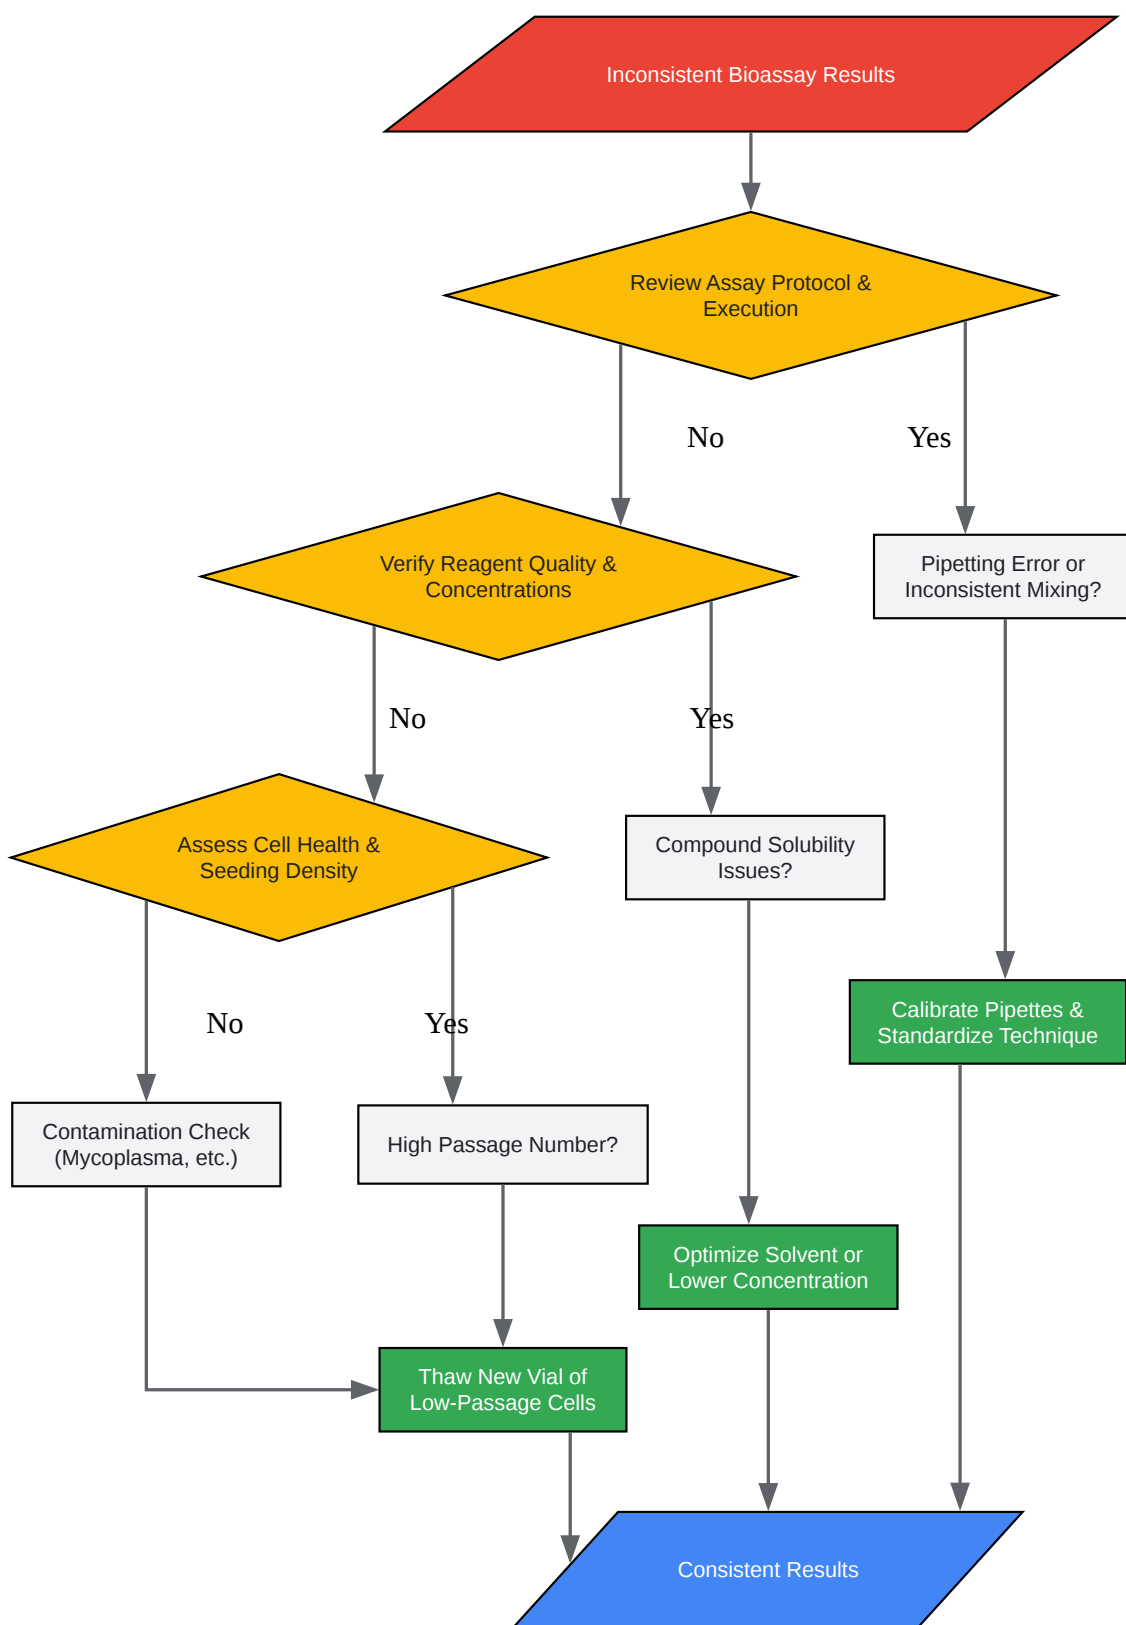 Inconsistent Bioassay Results
Review Assay Protocol &
Execution
No
Yes
Verify Reagent Quality &
Concentrations
Pipetting Error or
Inconsistent Mixing?
No
Yes
Assess Cell Health &
Seeding Density
Compound Solubility
Issues?
No
Yes
Calibrate Pipettes &
Standardize Technique
Contamination Check
(Mycoplasma, etc.)
High Passage Number?
Optimize Solvent or
Lower Concentration
Thaw New Vial of
Low-Passage Cells
Consistent Results